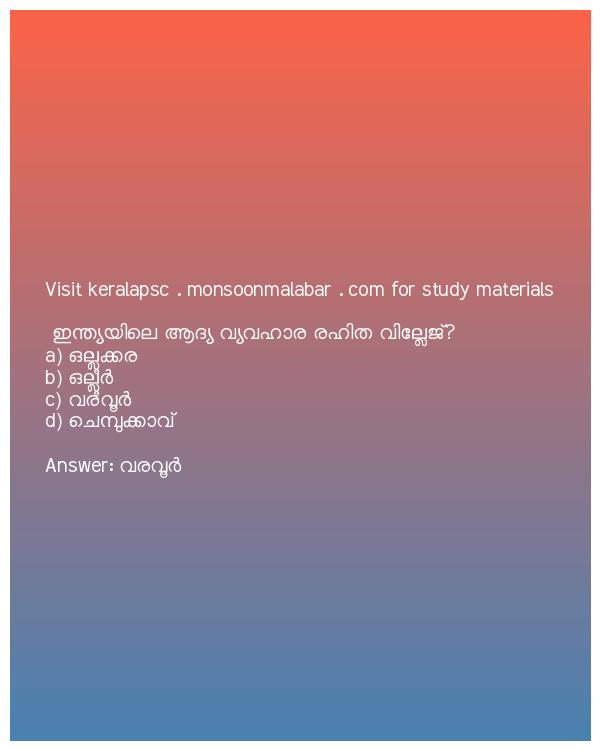 Visit keralapsc . monsoonmalabar . com for study materials
ഇന്ത്യയിലെ ആദ്യ വ്യവഹാര രഹിത വില്ലേജ്?
a) ഒല്ലുക്കര
b) ഒല്ലൂർ
c) വരവൂർ
d) ചെമ്പുക്കാവ്
Answer: വരവൂർ